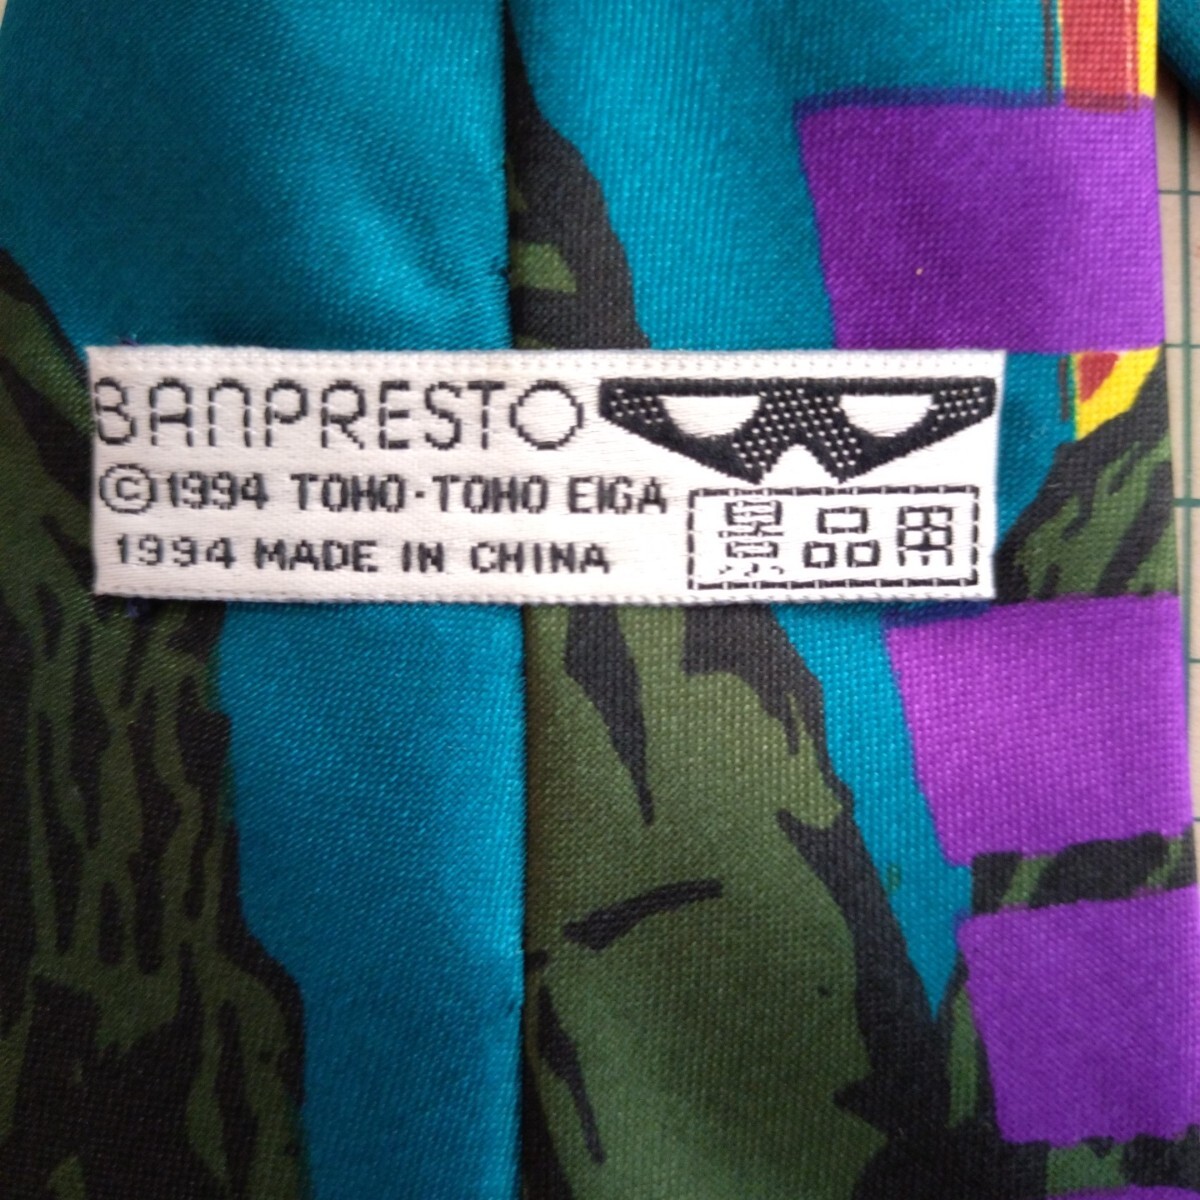 BANPRESTO
©1994 TOHO・TOHO EIGA
1994 MADE IN CHINA
景品用